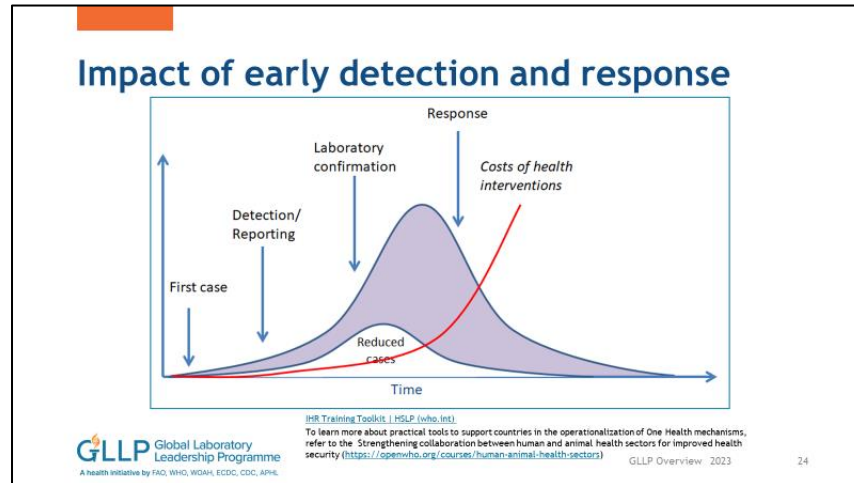 Impact of early detection and response
Response
Laboratory
confirmation
Costs of health
interventions
Detection/
Reporting
First case
Reduced
cases
Time
IHR Training Toolkit | HSLP (who.int)
To learn more about practical tools to support countries in the operationalization of One Health mechanisms,
refer to the Strengthening collaboration between human and animal health sectors for improved health
security (https://openwho.org/courses/human-animal-health-sectors)
GLLP Global Laboratory
Leadership Programme
A health initiative by FAO, WHO, WOAH, ECDC, CDC, APHL
GLLP Overview 2023
24